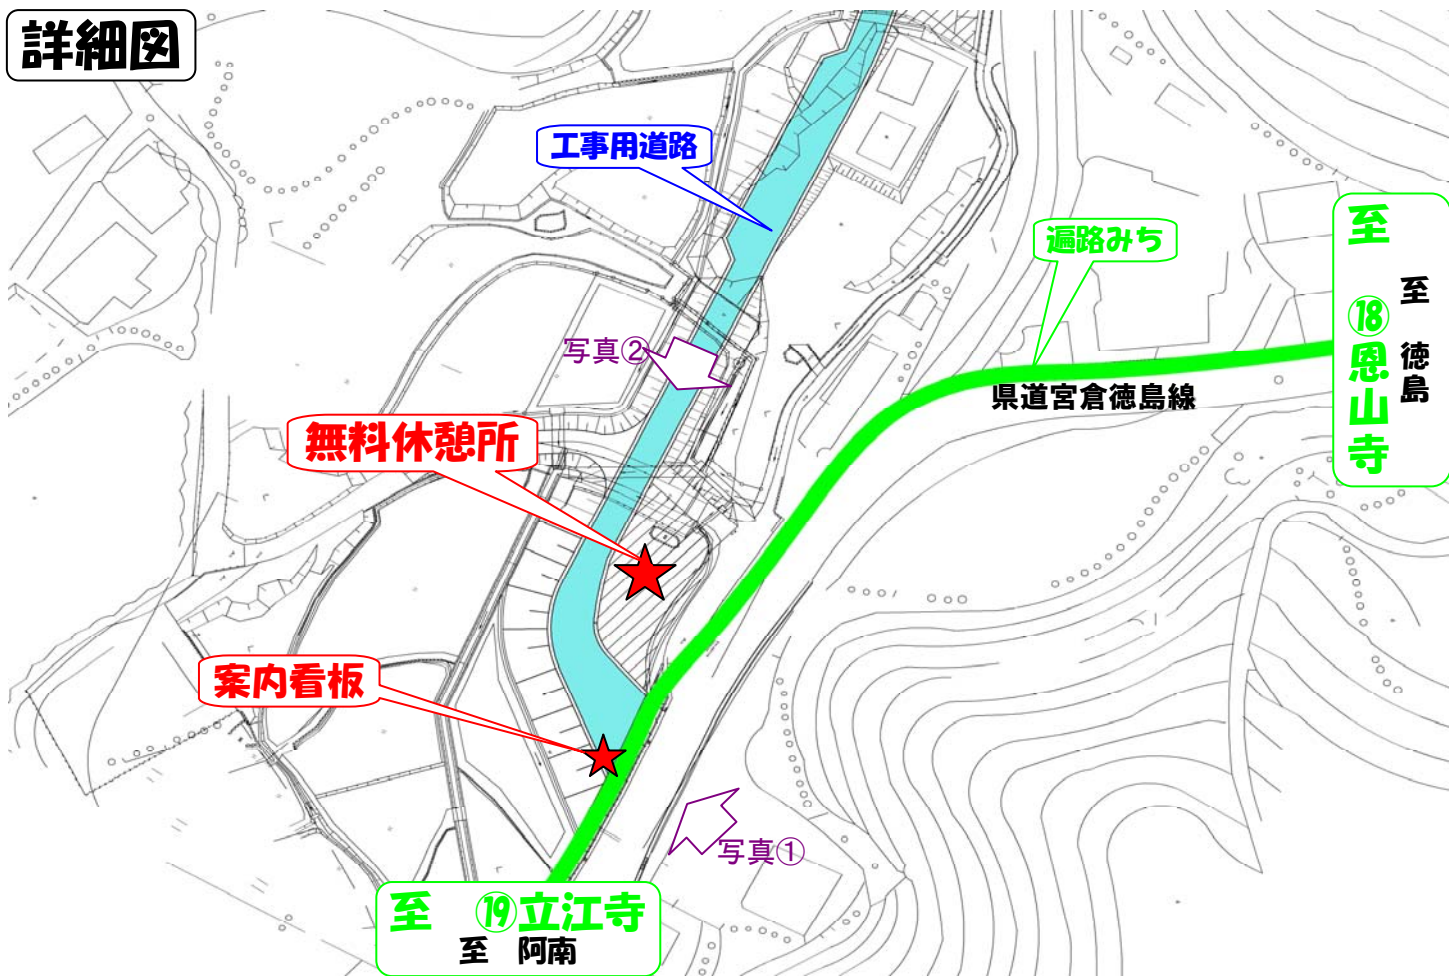 詳細図
工事用道路
遍路みち
至 ⑱恩山寺
至 徳島
写真②
県道宮倉徳島線
無料休憩所
案内看板
写真①
至 ⑲立江寺
至 阿南